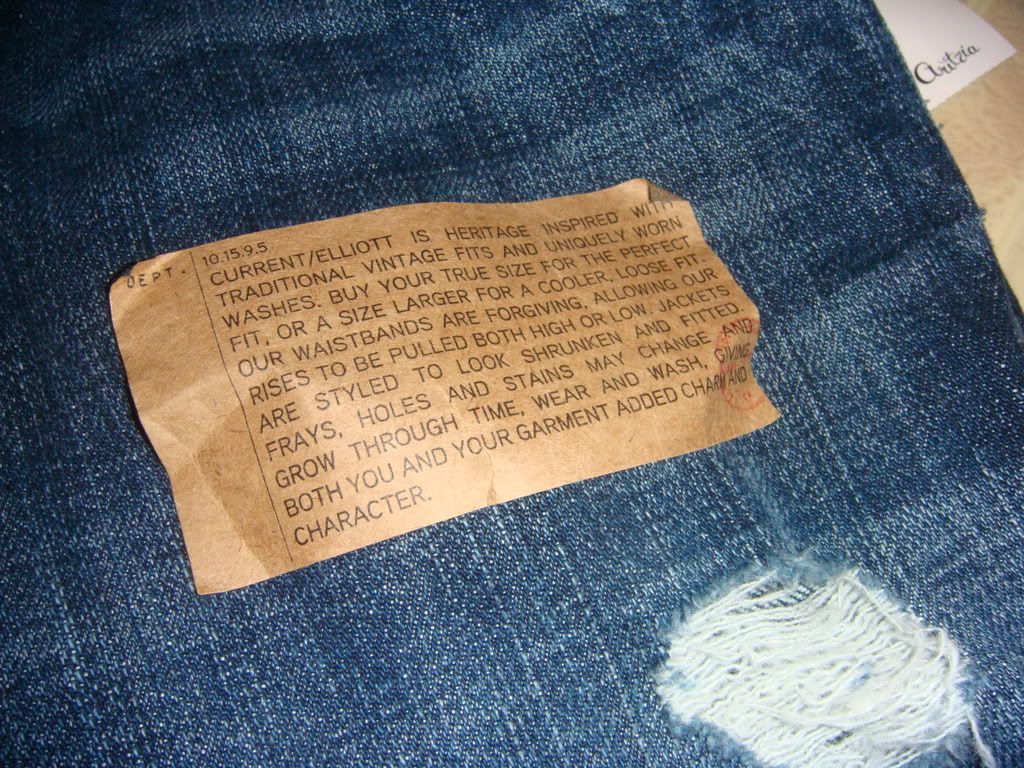 Aritzia
DEPT.
10.15.9.5
CURRENT/ELLIOTT IS HERITAGE INSPIRED WITH
TRADITIONAL VINTAGE FITS AND UNIQUELY WORN
WASHES. BUY YOUR TRUE SIZE FOR THE PERFECT
FIT, OR A SIZE LARGER FOR A COOLER, LOOSE FIT.
OUR WAISTBANDS ARE FORGIVING, ALLOWING OUR
RISES TO BE PULLED BOTH HIGH OR LOW. JACKETS
ARE STYLED TO LOOK SHRUNKEN AND FITTED.
FRAYS, HOLES AND STAINS MAY CHANGE AND
GROW THROUGH TIME, WEAR AND WASH, GIVING
BOTH YOU AND YOUR GARMENT ADDED CHARM AND
CHARACTER.